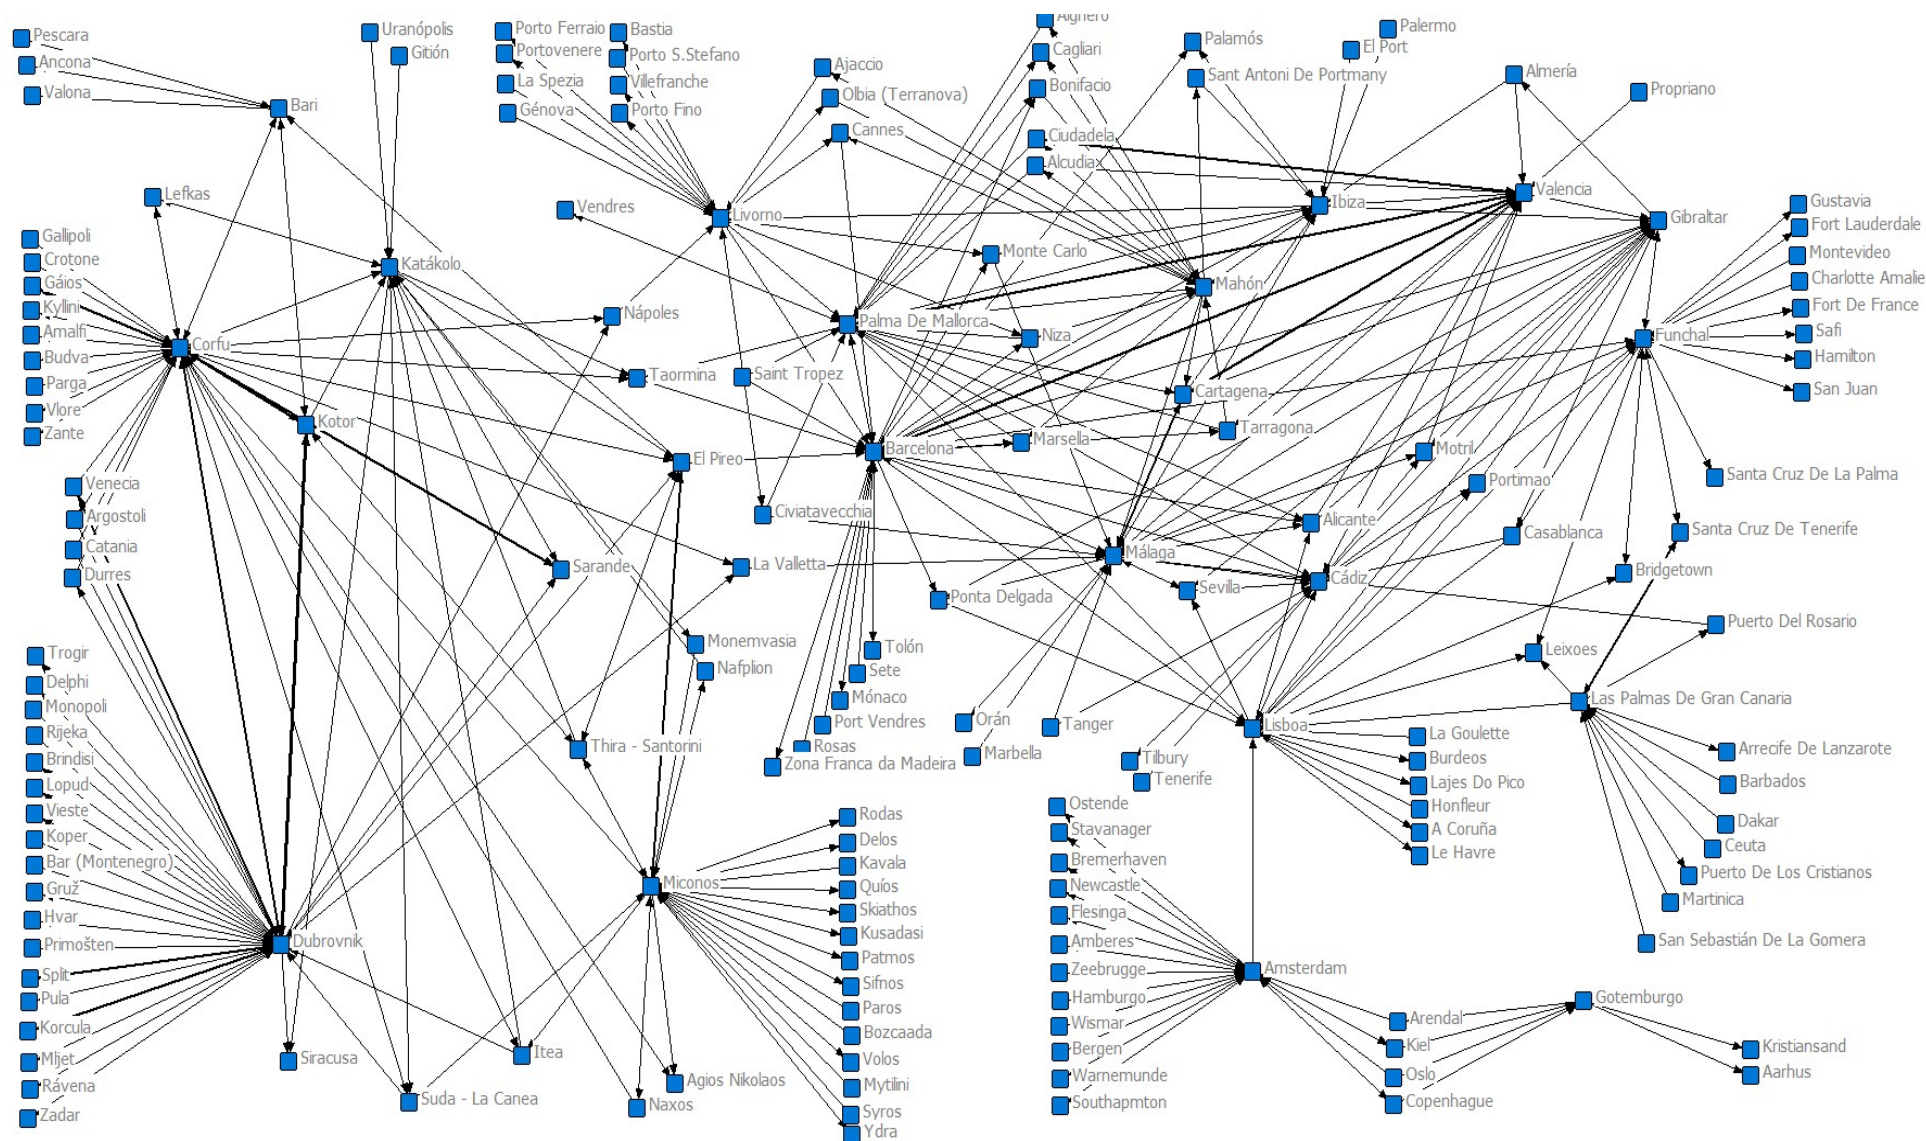 Pescara
Ancona
Valona
Bari
Uranópolis
Gitión
Porto Ferraio
Portovenere
La Spezia
Génova
Bastia
Porto S.Stefano
Villefranche
Porto Fino
Ajaccio
Olbia (Terranova)
Cannes
Alghero
Cagliari
Bonifacio
Ciudadela
Alcudia
Palamós
Sant Antoni De Portmany
Palermo
El Port
Almería
Propriano
Lefkas
Vendres
Livorno
Ibiza
Valencia
Gibraltar
Gustavia
Fort Lauderdale
Montevideo
Charlotte Amalie
Fort De France
Safi
Hamilton
San Juan
Gallipoli
Crotone
Gáios
Kyllini
Amalfi
Budva
Parga
Vlore
Zante
Katákolo
Monte Carlo
Mahón
Nápoles
Palma De Mallorca
Niza
Funchal
Corfu
Taormina
Saint Tropez
Cartagena
Kotor
Tarragona
Marsella
Barcelona
El Pireo
Motril
Portimao
Santa Cruz De La Palma
Venecia
Argostoli
Catania
Durres
Civiatavecchia
Alicante
Casablanca
Santa Cruz De Tenerife
Sarande
La Valletta
Málaga
Cádiz
Bridgetown
Ponta Delgada
Sevilla
Puerto Del Rosario
Monemvasia
Nafplion
Tolón
Sete
Mónaco
Port Vendres
Rosas
Zona Franca da Madeira
Leixoes
Las Palmas De Gran Canaria
Trogir
Delphi
Monopoli
Rijeka
Brindisi
Lopud
Vieste
Koper
Bar (Montenegro)
Gruž
Hvar
Primošten
Split
Pula
Korcula
Mljet
Rávena
Zadar
Thira - Santorini
Orán
Marbella
Tanger
Tilbury
Tenerife
Lisboa
La Goulette
Burdeos
Lajes Do Pico
Honfleur
A Coruña
Le Havre
Arrecife De Lanzarote
Barbados
Dakar
Ceuta
Puerto De Los Cristianos
Martinica
San Sebastián De La Gomera
Miconos
Rodas
Delos
Kavala
Quíos
Skiathos
Kusadasi
Patmos
Sifnos
Paros
Bozcaada
Volos
Mytilini
Syros
Ydra
Ostende
Stavanager
Bremerhaven
Newcastle
Flesinga
Amberes
Zeebrugge
Hamburgo
Wismar
Bergen
Warnemunde
Southapmton
Dubrovnik
Amsterdam
Gotemburgo
Arendal
Kiel
Oslo
Copenhague
Kristiansand
Aarhus
Siracusa
Itea
Suda - La Canea
Agios Nikolaos
Naxos